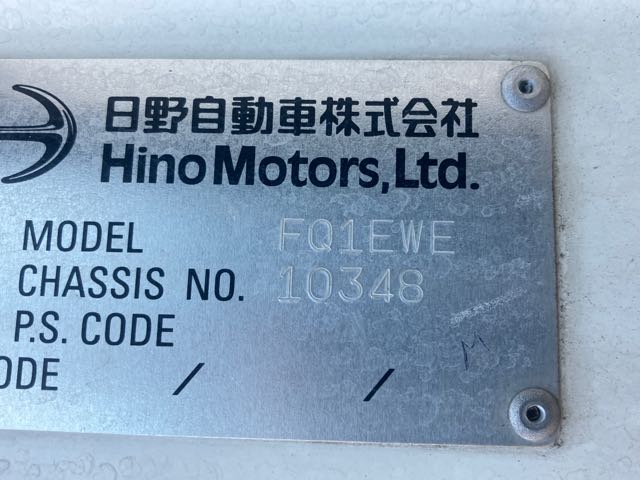 日野自動車株式会社
Hino Motors, Ltd.
MODEL FQ1EWE
CHASSIS NO. 10348
P.S. CODE
ODE / /
M